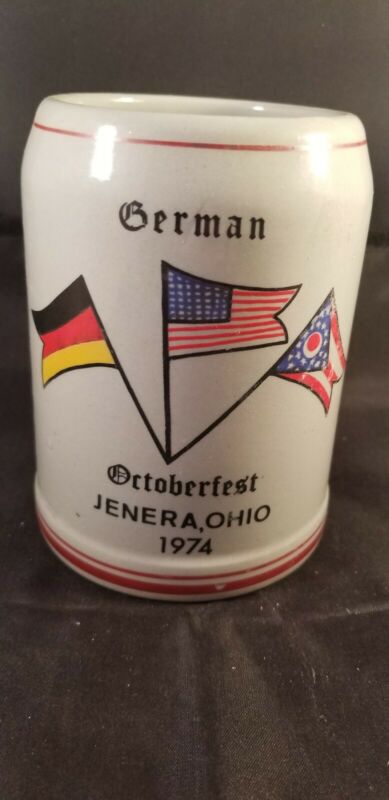 German
Octoberfest
JENERA, OHIO
1974